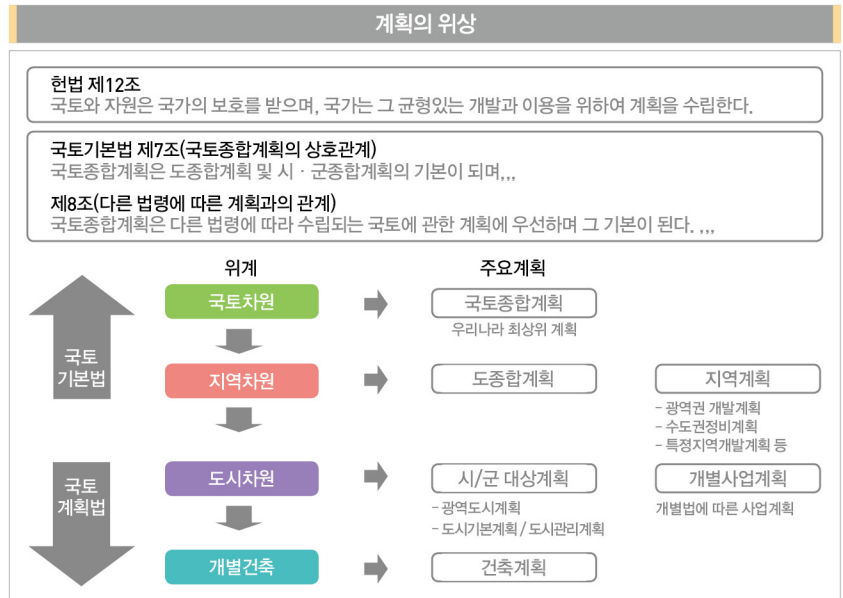 계획의 위상
헌법 제12조
국토와 자원은 국가의 보호를 받으며, 국가는 그 균형있는 개발과 이용을 위하여 계획을 수립한다.
국토기본법 제7조(국토종합계획의 상호관계)
국토종합계획은 도종합계획 및 시 · 군종합계획의 기본이 되며,,,
제8조(다른 법령에 따른 계획과의 관계)
국토종합계획은 다른 법령에 따라 수립되는 국토에 관한 계획에 우선하며 그 기본이 된다. ,,,
위계
주요계획
국토
기본법
국토차원
국토종합계획
우리나라 최상위 계획
지역차원
도종합계획
지역계획
- 광역권 개발계획
- 수도권정비계획
- 특정지역개발계획 등
국토
계획법
도시차원
시/군 대상계획
- 광역도시계획
- 도시기본계획 / 도시관리계획
개별사업계획
개별법에 따른 사업계획
개별건축
건축계획